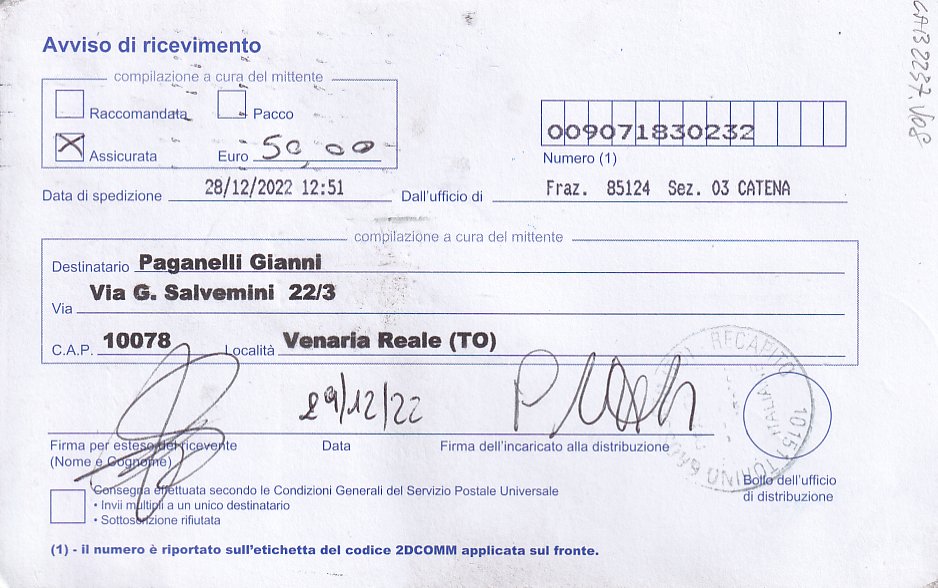 Avviso di ricevimento
compilazione a cura del mittente
Raccomandata Pacco
X Assicurata Euro 50,00
009071830232
Numero (1)
Data di spedizione 28/12/2022 12:51 Dall'ufficio di Fraz. 85124 Sez. 03 CATENA
compilazione a cura del mittente
Destinatario Paganelli Gianni
Via Via G. Salvemini 22/3
C.A.P. 10078 Località Venaria Reale (TO)
29/12/22
Firma per esteso del ricevente Data Firma dell'incaricato alla distribuzione
(Nome e Cognome)
RECAPITO
TORINO
Bollo dell'ufficio
di distribuzione
Consegna effettuata secondo le Condizioni Generali del Servizio Postale Universale
• Invii multipli a un unico destinatario
• Sottoscrizione rifiutata
(1) - il numero è riportato sull'etichetta del codice 2DCOMM applicata sul fronte.